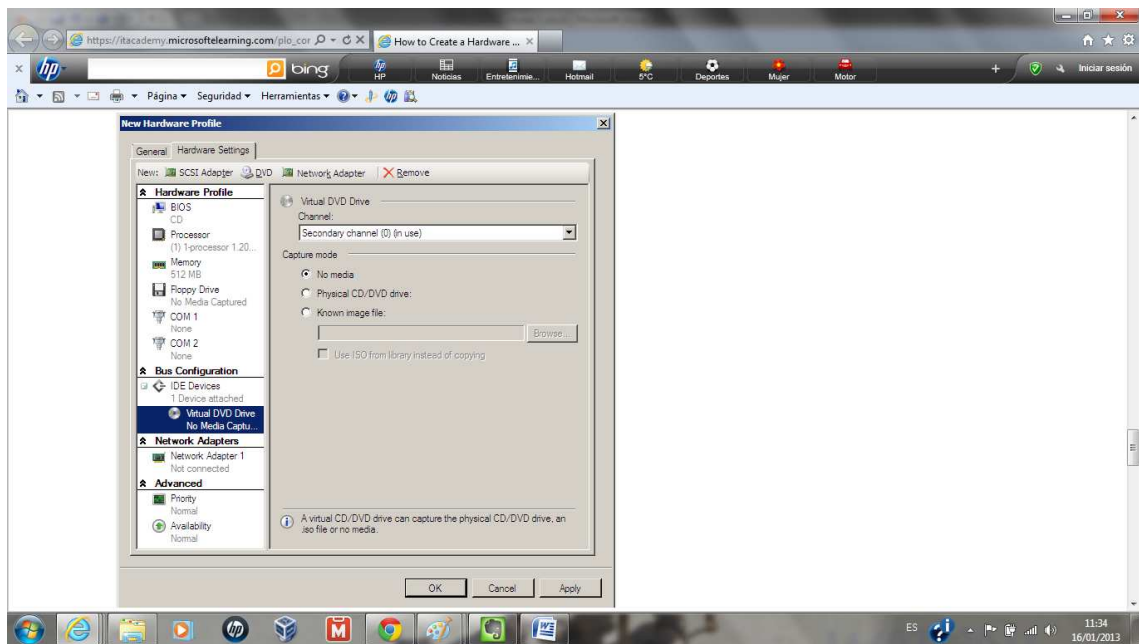 https://itacademy.microsoftelearning.com/plo_cor
How to Create a Hardware ...
hp
bing
HP
Noticias
Entretenimie...
Hotmail
5°C
Deportes
Mujer
Motor
Iniciar sesión
Página Seguridad Herramientas
New Hardware Profile
General Hardware Settings
New: SCSI Adapter DVD Network Adapter Remove
Hardware Profile
BIOS
CD
Processor
(1) 1-processor 1.20...
Memory
512 MB
Floppy Drive
No Media Captured
COM 1
None
COM 2
None
Bus Configuration
IDE Devices
1 Device attached
Virtual DVD Drive
No Media Captu...
Network Adapters
Network Adapter 1
Not connected
Advanced
Priority
Normal
Availability
Normal
Virtual DVD Drive
Channel:
Secondary channel (0) (in use)
Capture mode
No media
Physical CD/DVD drive:
Known image file:
Browse...
Use ISO from library instead of copying
A virtual CD/DVD drive can capture the physical CD/DVD drive, an
.iso file or no media.
OK Cancel Apply
hp
M
W
ES
11:34
16/01/2013